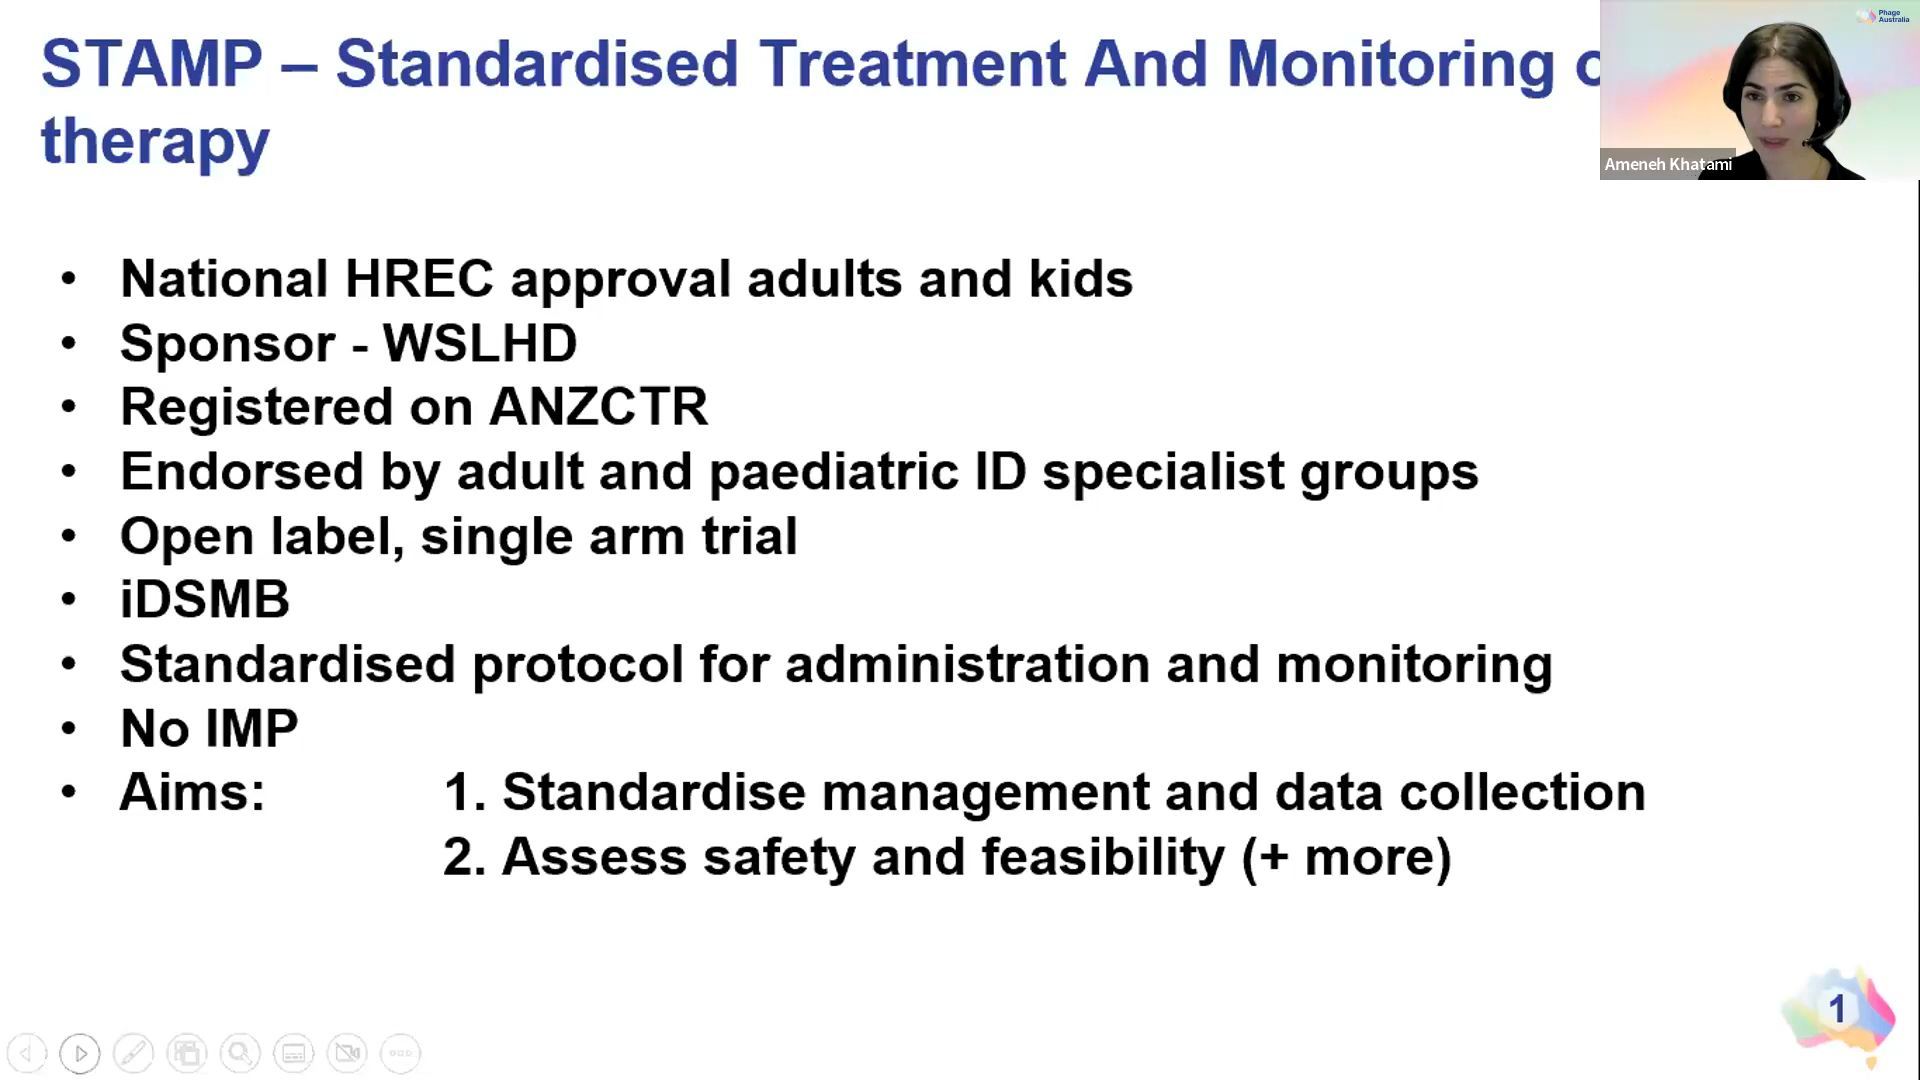 STAMP – Standardised Treatment And Monitoring
therapy
Phage
Australia
Ameneh Khatami
• National HREC approval adults and kids
• Sponsor - WSLHD
• Registered on ANZCTR
• Endorsed by adult and paediatric ID specialist groups
• Open label, single arm trial
• iDSMB
• Standardised protocol for administration and monitoring
• No IMP
• Aims: 1. Standardise management and data collection
2. Assess safety and feasibility (+ more)
1